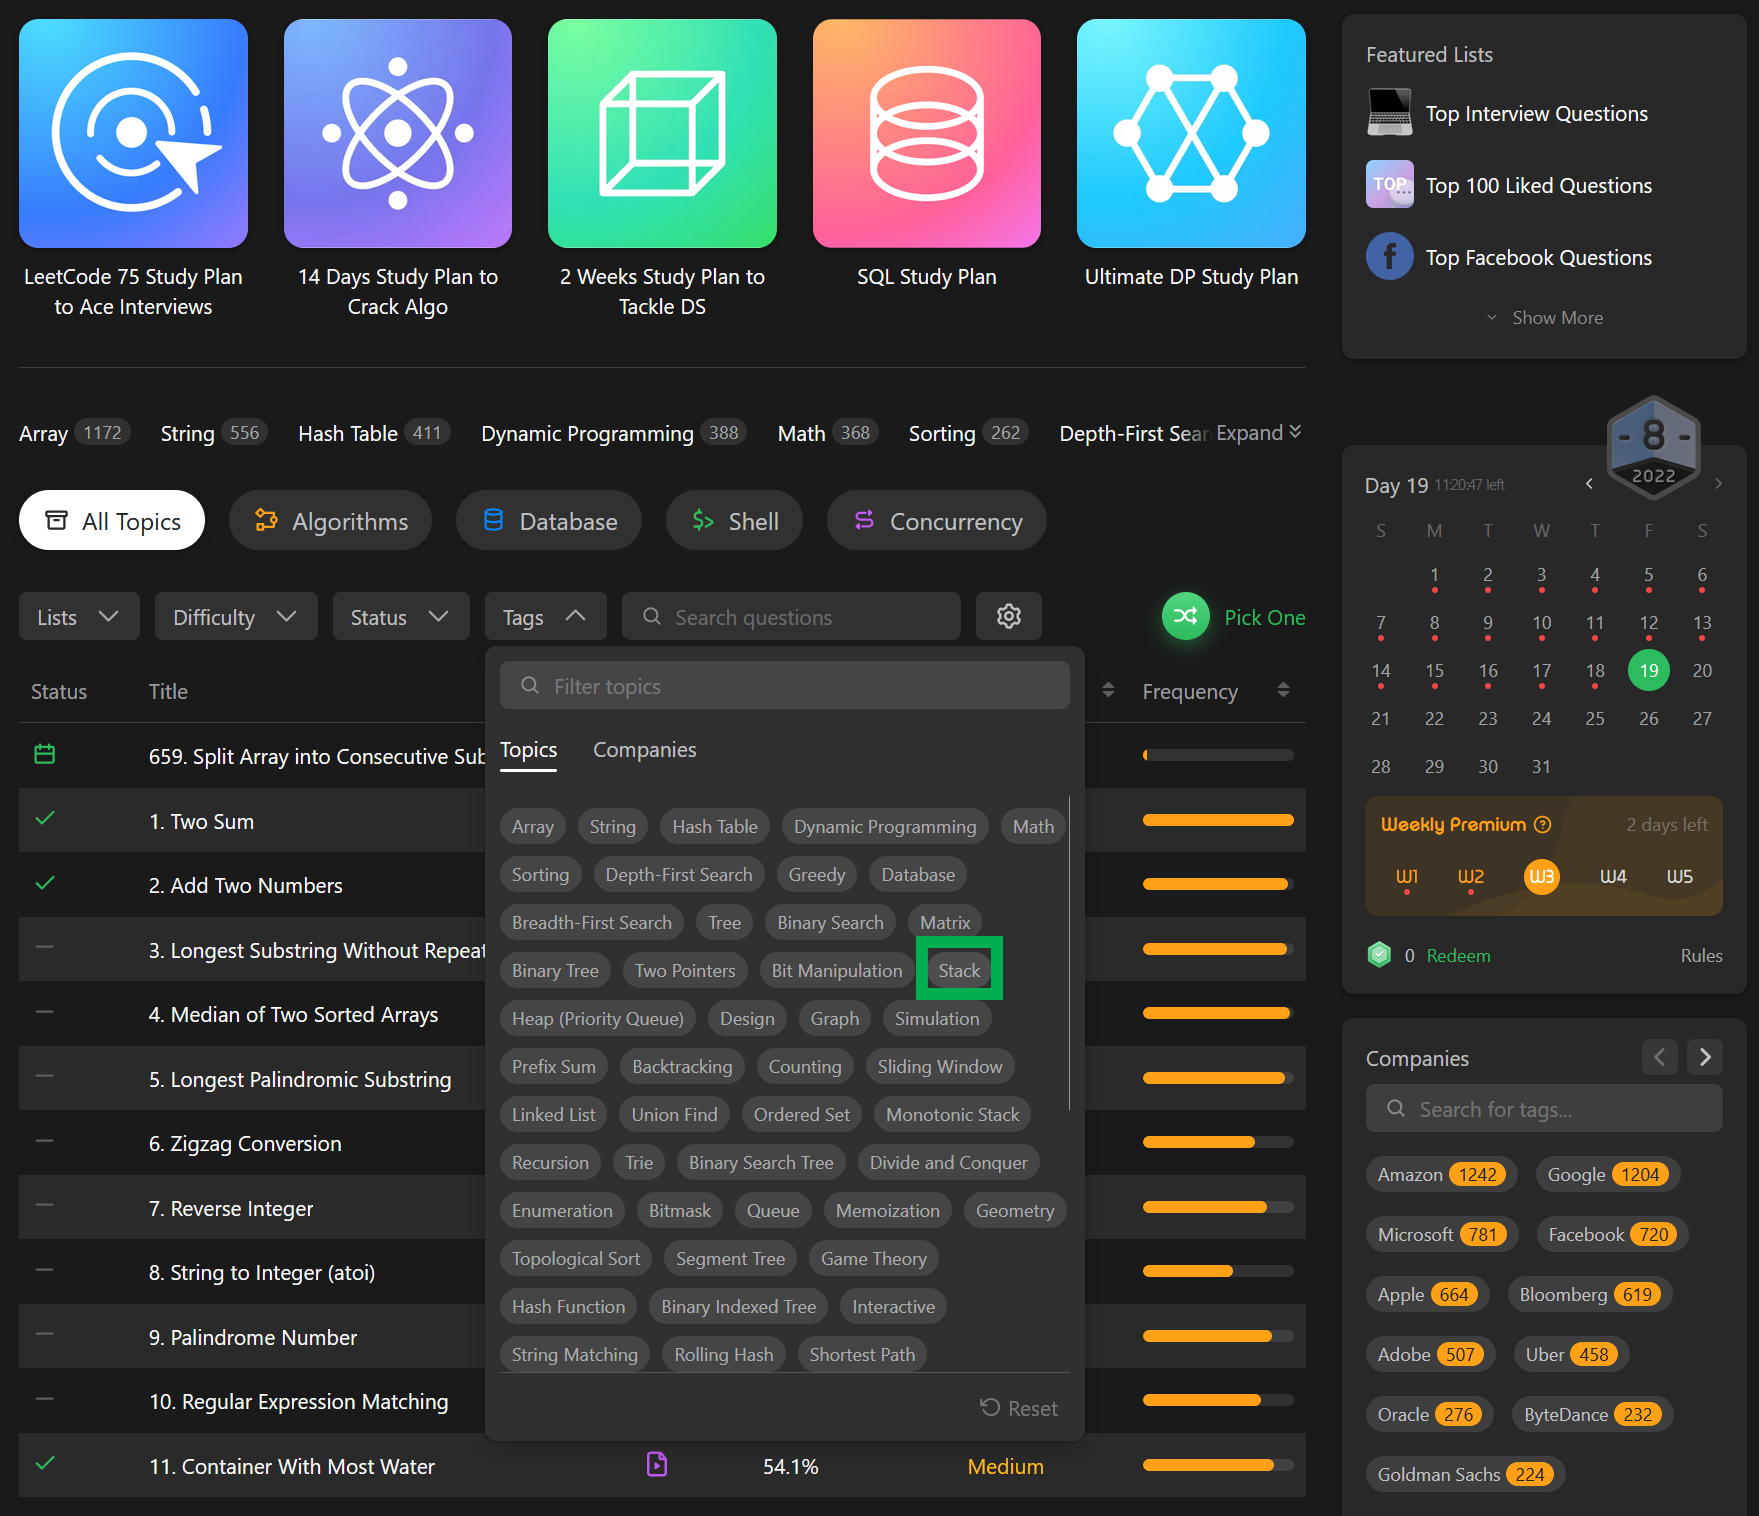 LeetCode 75 Study Plan
to Ace Interviews
14 Days Study Plan to
Crack Algo
2 Weeks Study Plan to
Tackle DS
SQL Study Plan
Ultimate DP Study Plan
Array 1172 String 556 Hash Table 411 Dynamic Programming 388 Math 368 Sorting 262 Depth-First Sear Expand
All Topics Algorithms Database $ Shell Concurrency
Lists Difficulty Status Tags Search questions Pick One
Status Title Frequency
659. Split Array into Consecutive Sub
1. Two Sum
2. Add Two Numbers
3. Longest Substring Without Repeat
4. Median of Two Sorted Arrays
5. Longest Palindromic Substring
6. Zigzag Conversion
7. Reverse Integer
8. String to Integer (atoi)
9. Palindrome Number
10. Regular Expression Matching
11. Container With Most Water 54.1% Medium
Filter topics
Topics Companies
Array String Hash Table Dynamic Programming Math
Sorting Depth-First Search Greedy Database
Breadth-First Search Tree Binary Search Matrix
Binary Tree Two Pointers Bit Manipulation Stack
Heap (Priority Queue) Design Graph Simulation
Prefix Sum Backtracking Counting Sliding Window
Linked List Union Find Ordered Set Monotonic Stack
Recursion Trie Binary Search Tree Divide and Conquer
Enumeration Bitmask Queue Memoization Geometry
Topological Sort Segment Tree Game Theory
Hash Function Binary Indexed Tree Interactive
String Matching Rolling Hash Shortest Path
Reset
Featured Lists
Top Interview Questions
TOP Top 100 Liked Questions
f Top Facebook Questions
Show More
8
2022
Day 19 11:20:47 left
S M T W T F S
1 2 3 4 5 6
7 8 9 10 11 12 13
14 15 16 17 18 19 20
21 22 23 24 25 26 27
28 29 30 31
Weekly Premium ? 2 days left
W1 W2 W3 W4 W5
0 Redeem Rules
Companies
Search for tags...
Amazon 1242 Google 1204
Microsoft 781 Facebook 720
Apple 664 Bloomberg 619
Adobe 507 Uber 458
Oracle 276 ByteDance 232
Goldman Sachs 224